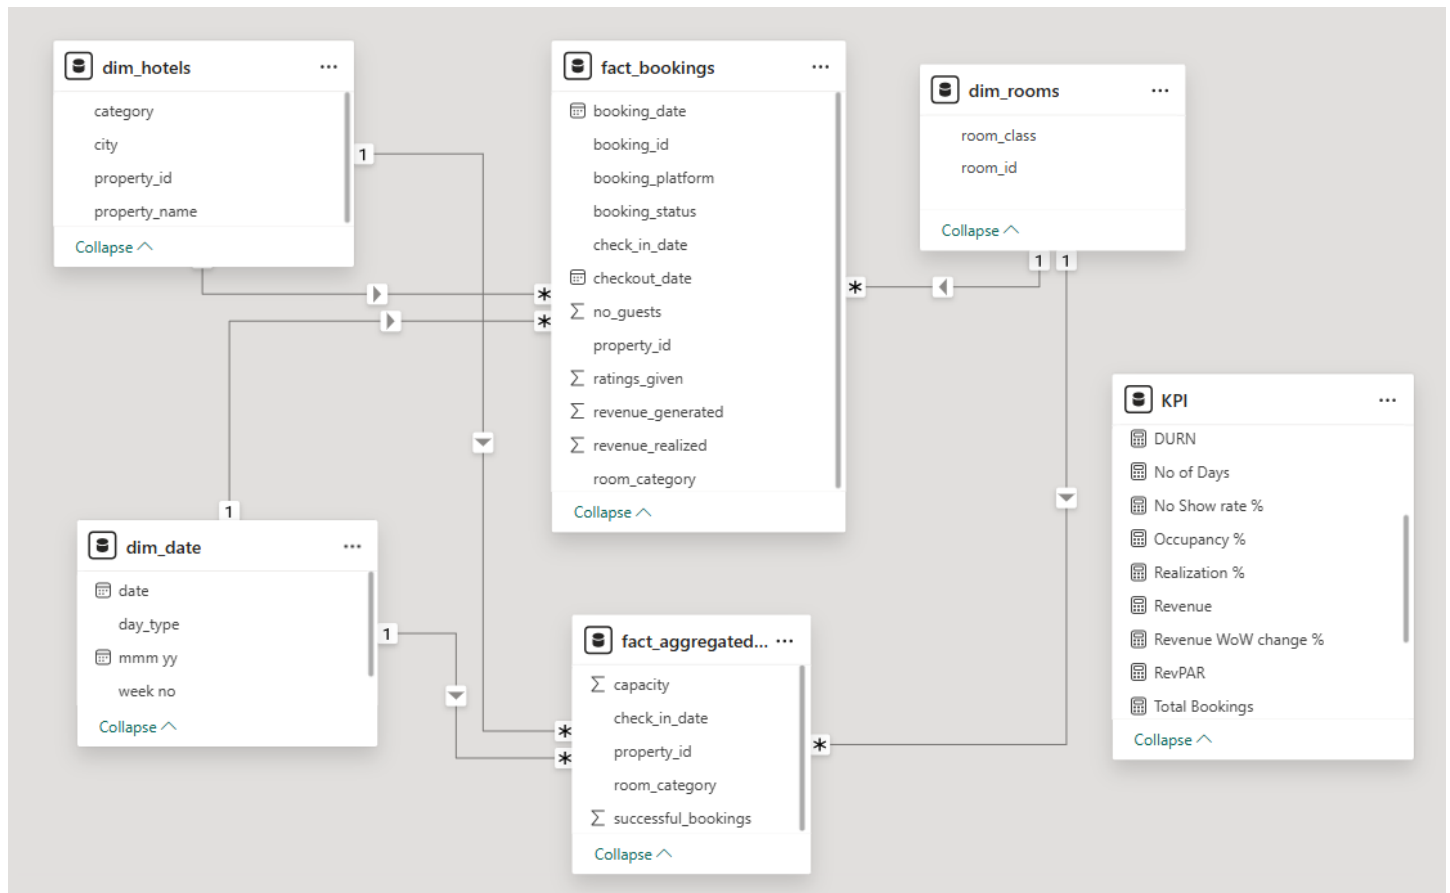 dim_hotels
category
city
property_id
property_name
Collapse
1
fact_bookings
booking_date
booking_id
booking_platform
booking_status
check_in_date
checkout_date
no_guests
property_id
ratings_given
revenue_generated
revenue_realized
room_category
Collapse
*
*
*
dim_rooms
room_class
room_id
Collapse
1
1
KPI
DURN
No of Days
No Show rate %
Occupancy %
Realization %
Revenue
Revenue WoW change %
RevPAR
Total Bookings
Collapse
1
dim_date
date
day_type
mmm yy
week no
Collapse
1
fact_aggregated...
capacity
check_in_date
property_id
room_category
successful_bookings
Collapse
*
*
*